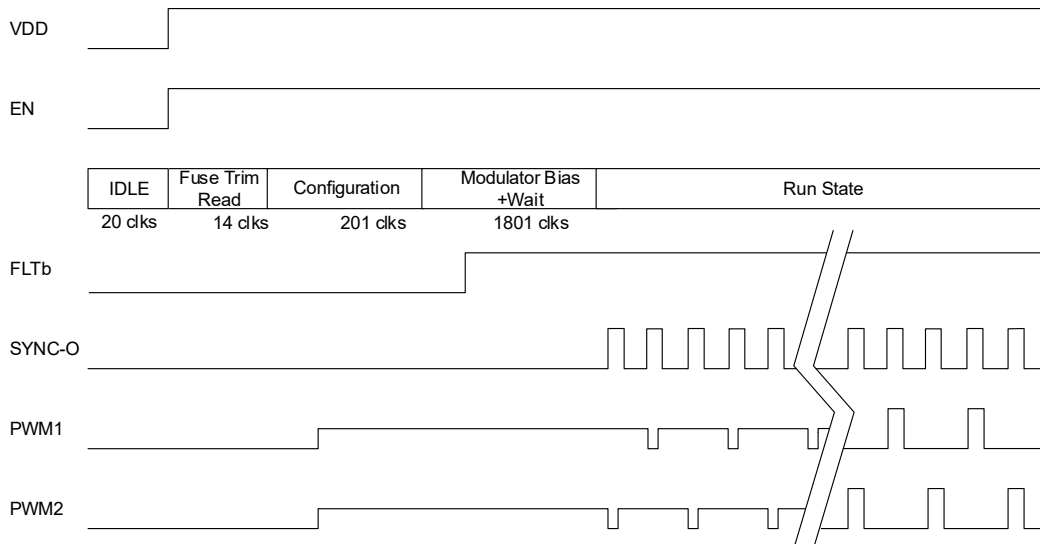 VDD
EN
IDLE
Fuse Trim
Read
Configuration
Modulator Bias
+Wait
Run State
20 clks
14 clks
201 clks
1801 clks
FLTb
SYNC-O
PWM1
PWM2